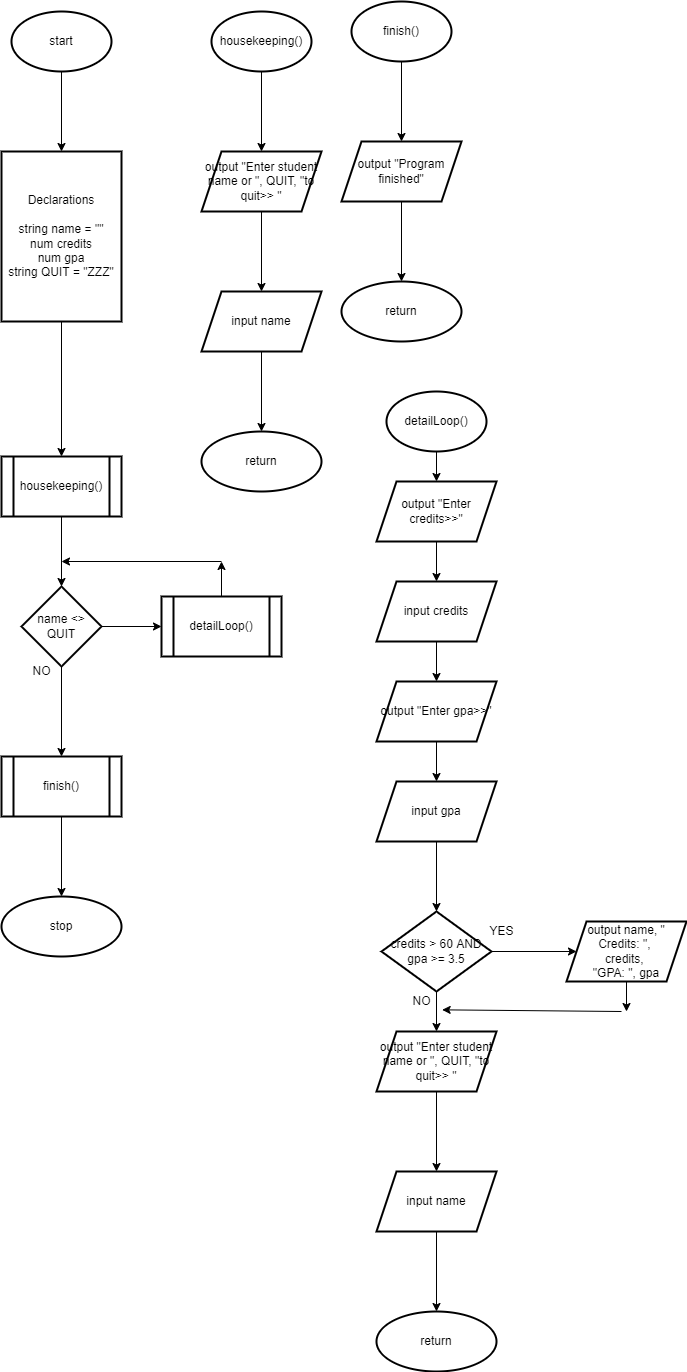 start
Declarations
string name = ""
num credits
num gpa
string QUIT = "ZZZ"
housekeeping()
name <>
QUIT
NO
detailLoop()
finish()
stop
housekeeping()
output "Enter student
name or ", QUIT, "to
quit>> "
input name
return
finish()
output "Program
finished"
return
detailLoop()
output "Enter
credits>>"
input credits
output "Enter gpa>>"
input gpa
credits > 60 AND
gpa >= 3.5
YES
output name, "
Credits: ",
credits,
"GPA: ", gpa
NO
output "Enter student
name or ", QUIT, "to
quit>> "
input name
return